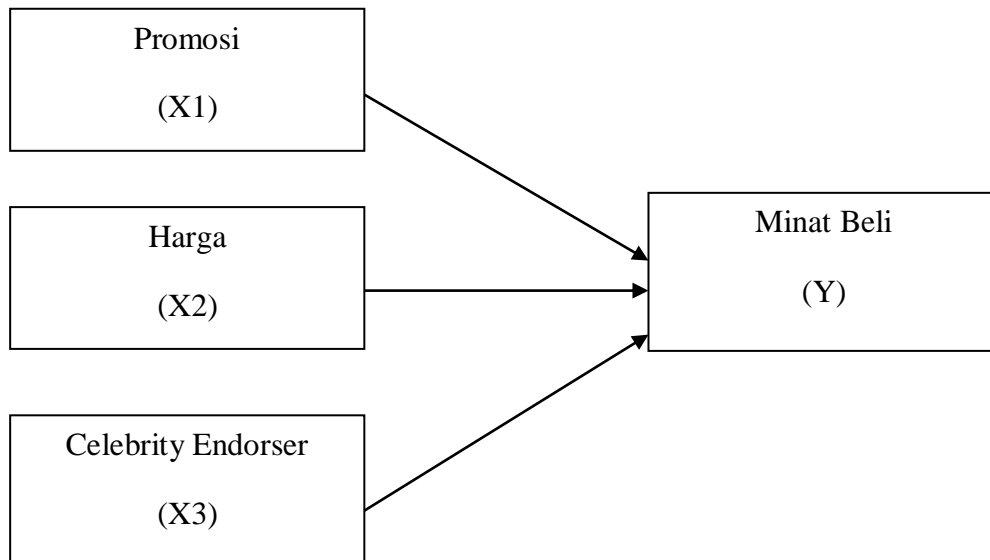 Promosi
(X1)
Harga
(X2)
Celebrity Endorser
(X3)
Minat Beli
(Y)